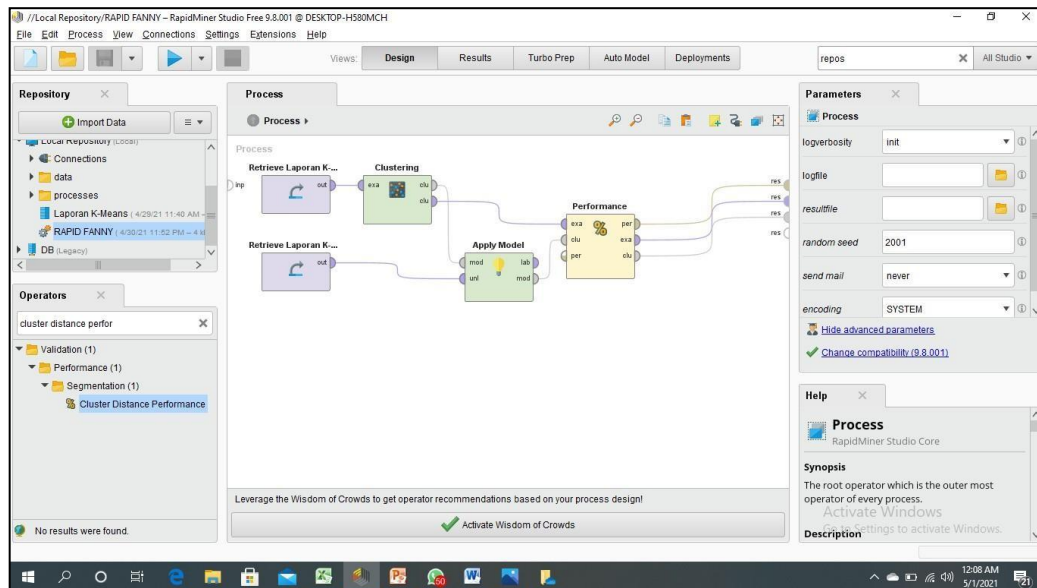 //Local Repository/RAPID FANNY – RapidMiner Studio Free 9.8.001 @ DESKTOP-H580MCH
File Edit Process View Connections Settings Extensions Help
Views: Design Results Turbo Prep Auto Model Deployments
repos
All Studio
Repository
Import Data
Local Repository (Local)
Connections
data
processes
Laporan K-Means (4/29/21 11:40 AM –
RAPID FANNY (4/30/21 11:52 PM – 4
DB (Legacy)
Operators
cluster distance perfor
Validation (1)
Performance (1)
Segmentation (1)
Cluster Distance Performance
No results were found.
Process
Process
Process
inp
Retrieve Laporan K-...
out
Clustering
exa clu
clu
Retrieve Laporan K-...
out
Apply Model
mod lab
unl mod
Performance
exa per
clu exa
per clu
res
res
res
res
Leverage the Wisdom of Crowds to get operator recommendations based on your process design!
Activate Wisdom of Crowds
Parameters
Process
logverbosity init
logfile
resultfile
random seed 2001
send mail never
encoding SYSTEM
Hide advanced parameters
Change compatibility (9.8.001)
Help
Process
RapidMiner Studio Core
Synopsis
The root operator which is the outer most
operator of every process.
Activate Windows
Go to Settings to activate Windows.
Description
50
12:08 AM
5/1/2021
21